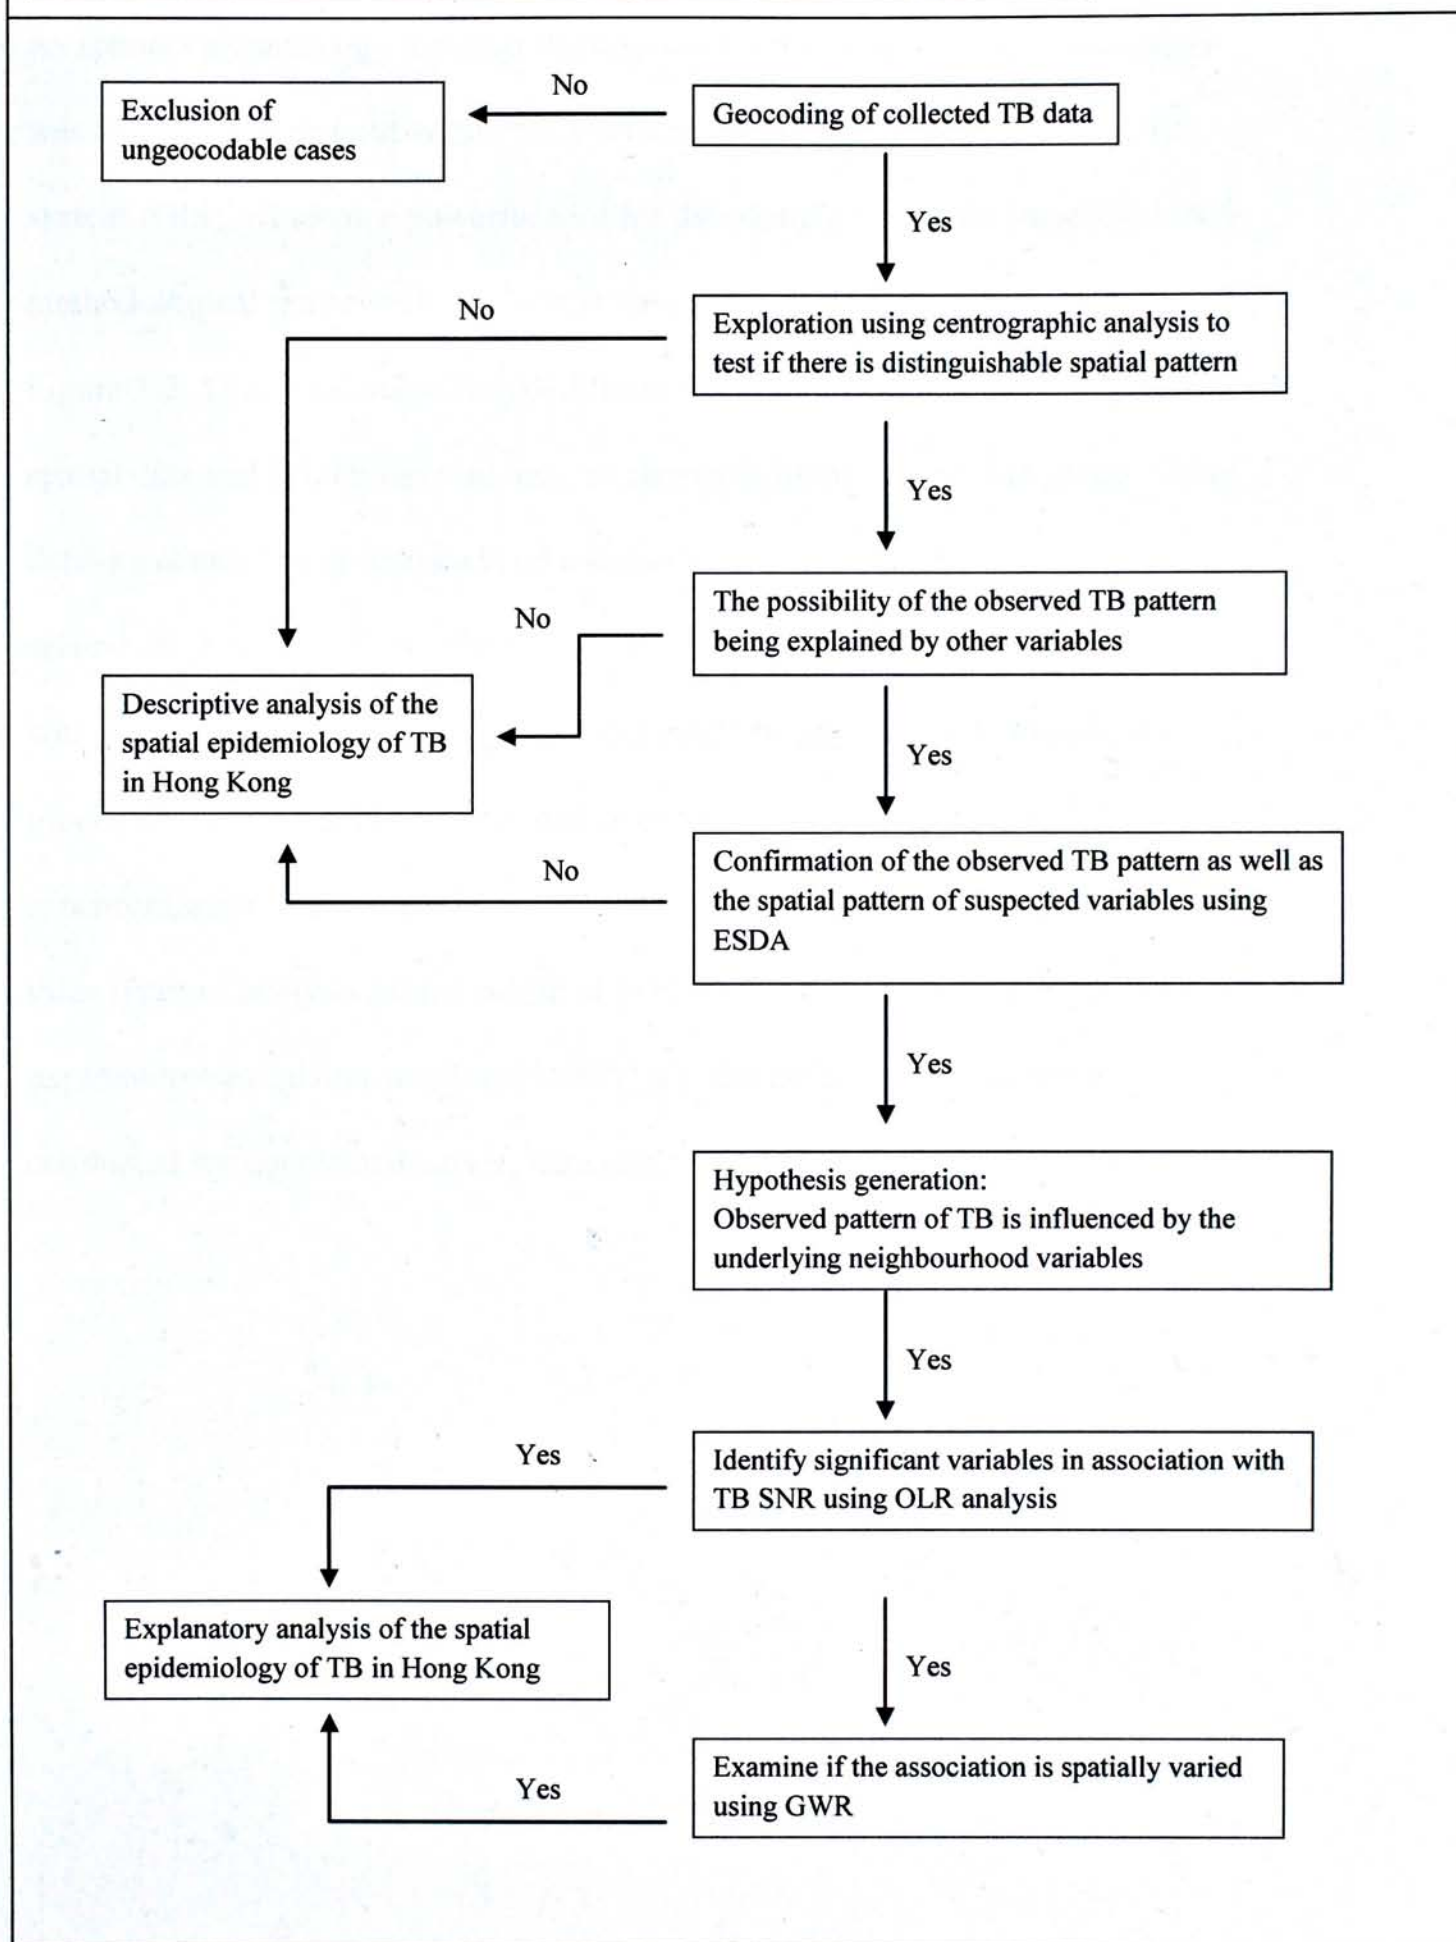 No
Exclusion of
ungeocodable cases
Geocoding of collected TB data
Yes
No
Exploration using centrographic analysis to
test if there is distinguishable spatial pattern
Yes
No
The possibility of the observed TB pattern
being explained by other variables
Descriptive analysis of the
spatial epidemiology of TB
in Hong Kong
Yes
No
Confirmation of the observed TB pattern as well as
the spatial pattern of suspected variables using
ESDA
Yes
Hypothesis generation:
Observed pattern of TB is influenced by the
underlying neighbourhood variables
Yes
Yes
Identify significant variables in association with
TB SNR using OLR analysis
Explanatory analysis of the spatial
epidemiology of TB in Hong Kong
Yes
Yes
Examine if the association is spatially varied
using GWR